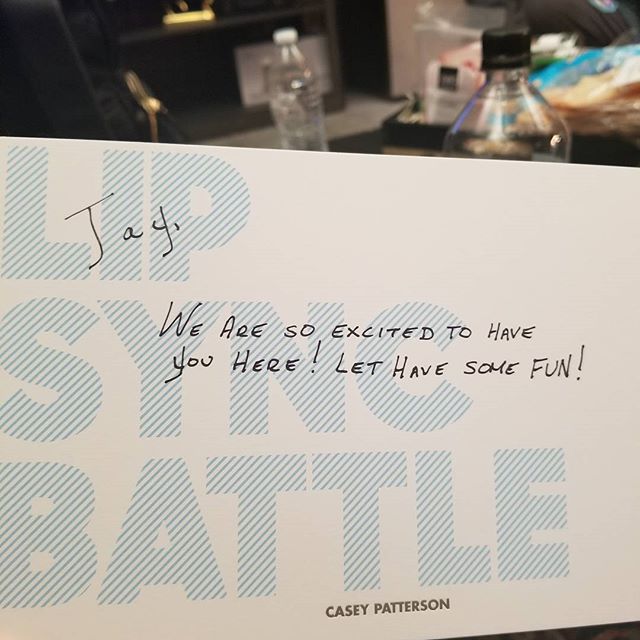 LIP
Jay,
SYNC
We Are so excited to Have
you Here! Let Have some Fun!
BATTLE
CASEY PATTERSON